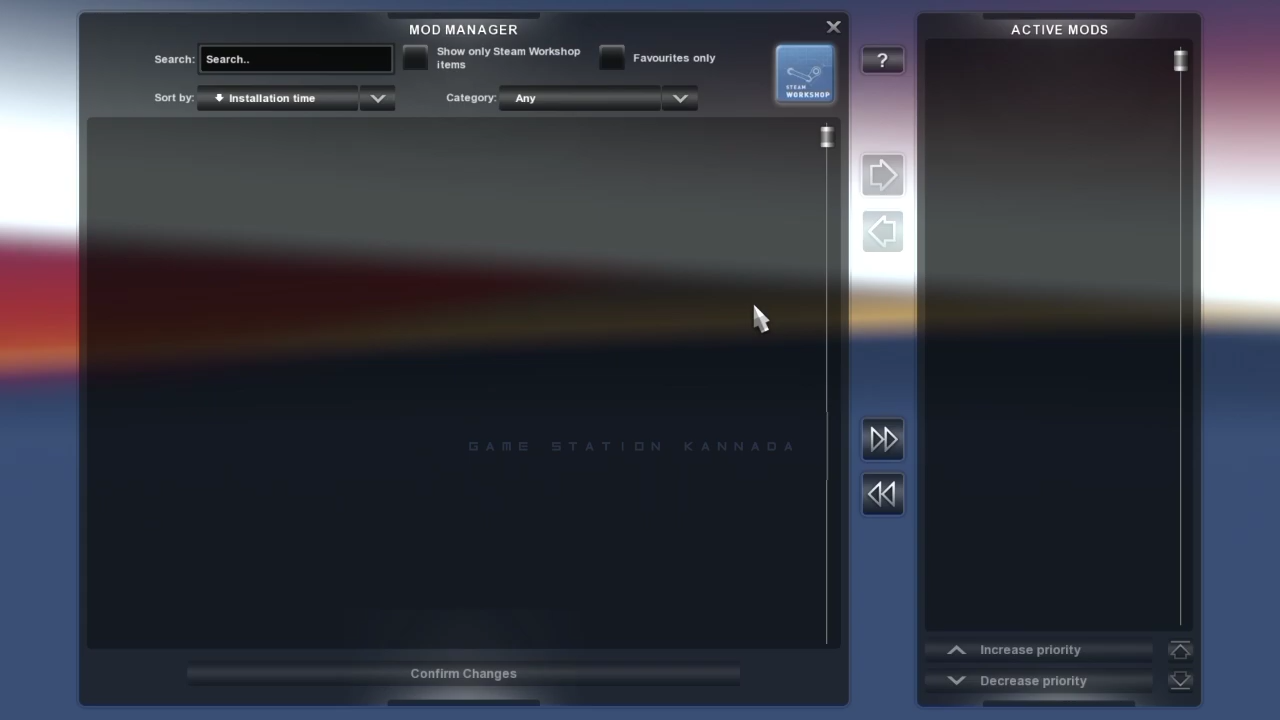 MOD MANAGER
ACTIVE MODS
Search:
Search..
Show only Steam Workshop
items
Favourites only
STEAM
WORKSHOP
?
Sort by:
Installation time
Category:
Any
GAME STATION KANNADA
Increase priority
Confirm Changes
Decrease priority